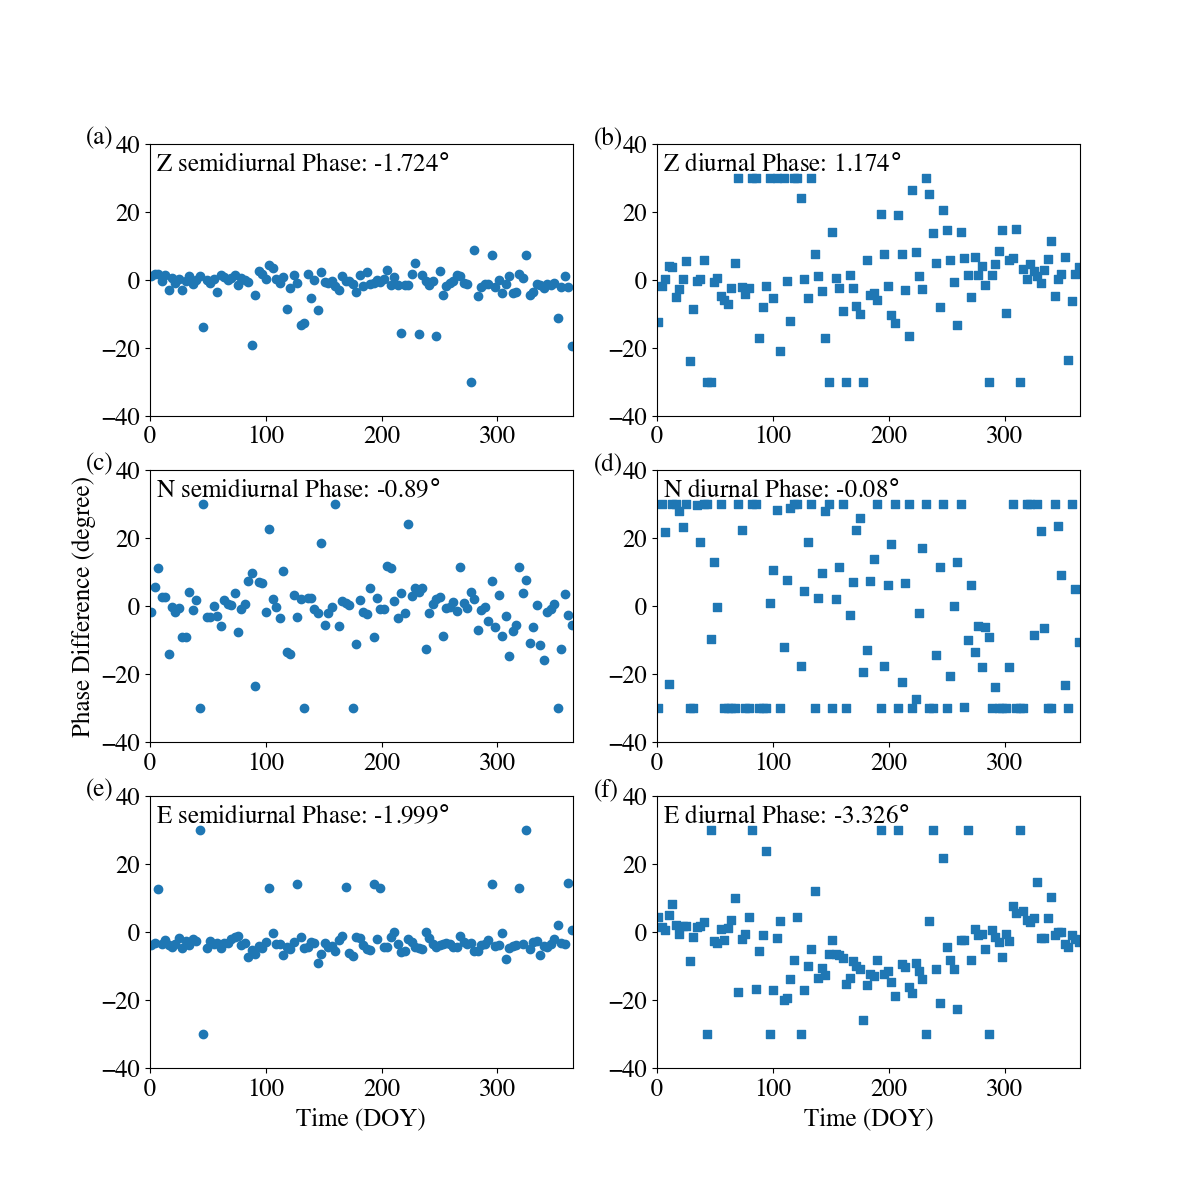 (a)
40
Z semidiurnal Phase: -1.724°
20
0
−20
−40
0 100 200 300
(b)
40
Z diurnal Phase: 1.174°
20
0
−20
−40
0 100 200 300
Phase Difference (degree)
(c)
40
N semidiurnal Phase: -0.89°
20
0
−20
−40
0 100 200 300
(d)
40
N diurnal Phase: -0.08°
20
0
−20
−40
0 100 200 300
(e)
40
E semidiurnal Phase: -1.999°
20
0
−20
−40
0 100 200 300
Time (DOY)
(f)
40
E diurnal Phase: -3.326°
20
0
−20
−40
0 100 200 300
Time (DOY)